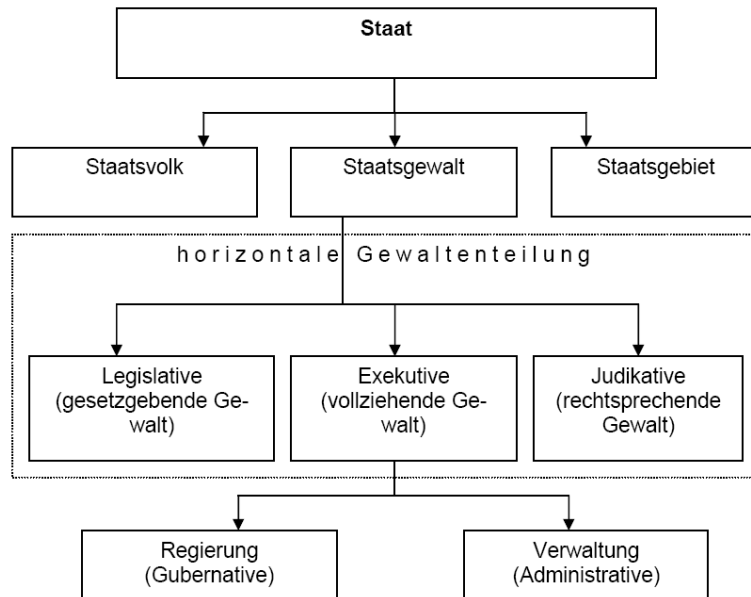 Staat
Staatsvolk
Staatsgewalt
Staatsgebiet
horizontale Gewaltenteilung
Legislative
(gesetzgebende Ge-
walt)
Exekutive
(vollziehende Ge-
walt)
Judikative
(rechtsprechende
Gewalt)
Regierung
(Gubernative)
Verwaltung
(Administrative)